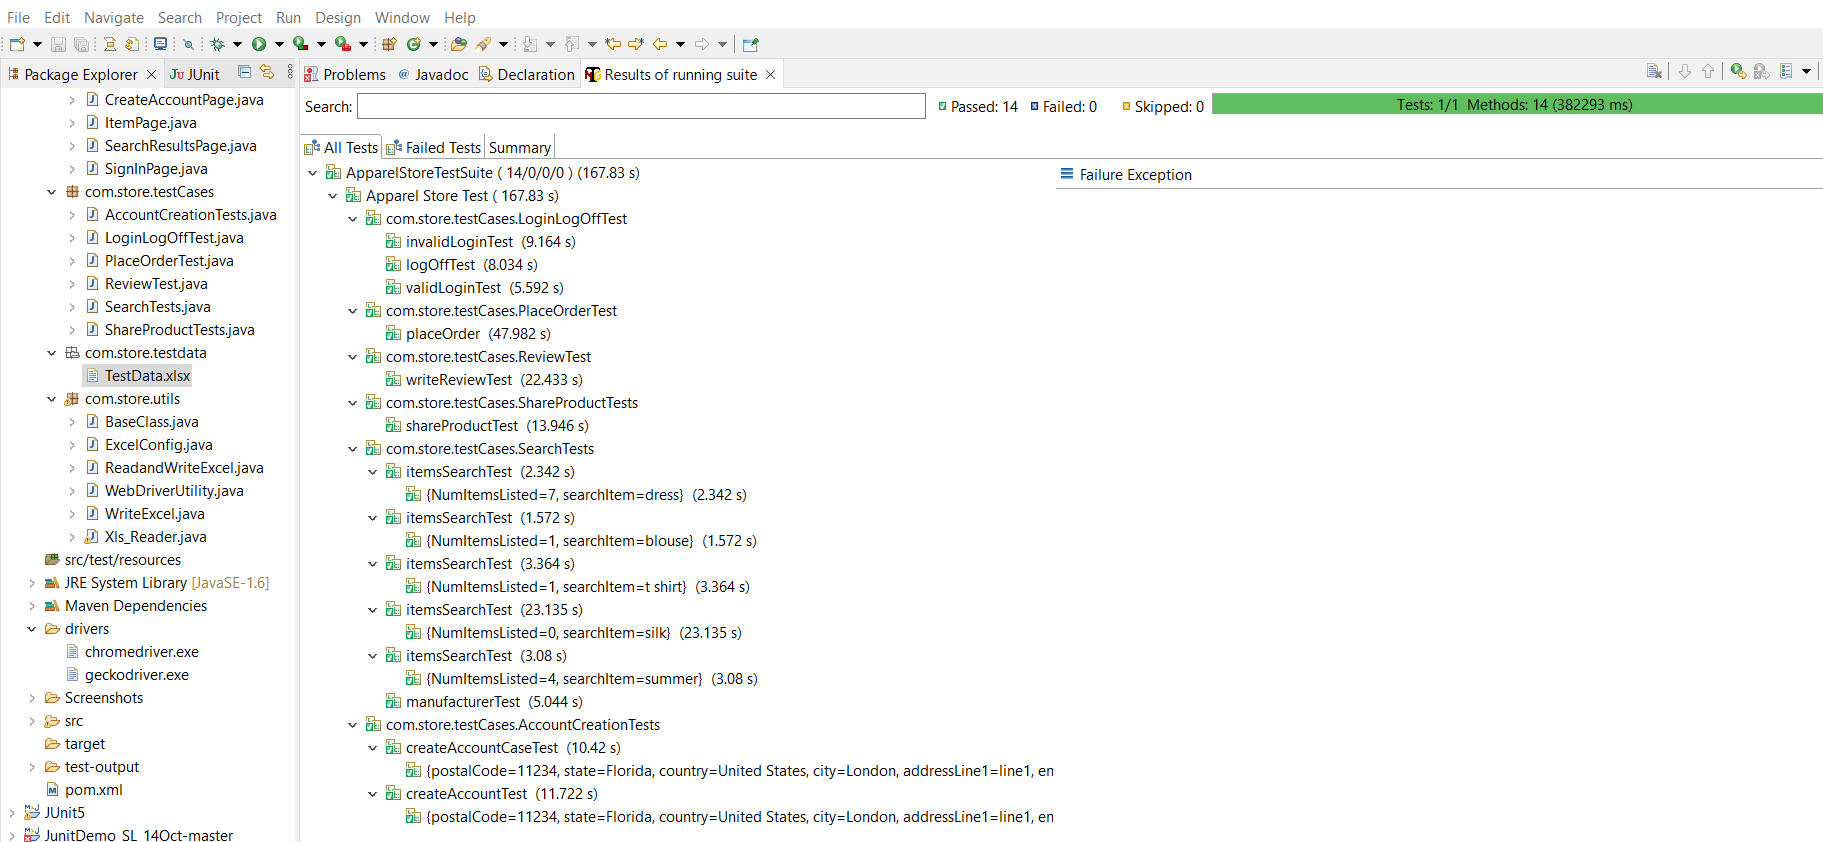 File Edit Navigate Search Project Run Design Window Help
Package Explorer
JUnit
Problems
@ Javadoc
Declaration
Results of running suite
CreateAccountPage.java
ItemPage.java
SearchResultsPage.java
SignInPage.java
com.store.testCases
AccountCreationTests.java
LoginLogOffTest.java
PlaceOrderTest.java
ReviewTest.java
SearchTests.java
ShareProductTests.java
com.store.testdata
TestData.xlsx
com.store.utils
BaseClass.java
ExcelConfig.java
ReadandWriteExcel.java
WebDriverUtility.java
WriteExcel.java
Xls_Reader.java
src/test/resources
JRE System Library [JavaSE-1.6]
Maven Dependencies
drivers
chromedriver.exe
geckodriver.exe
Screenshots
src
target
test-output
pom.xml
JUnit5
JunitDemo_SL_14Oct-master
Search:
Passed: 14
Failed: 0
Skipped: 0
Tests: 1/1 Methods: 14 (382293 ms)
All Tests
Failed Tests
Summary
ApparelStoreTestSuite ( 14/0/0/0 ) (167.83 s)
Apparel Store Test ( 167.83 s)
com.store.testCases.LoginLogOffTest
invalidLoginTest (9.164 s)
logOffTest (8.034 s)
validLoginTest (5.592 s)
com.store.testCases.PlaceOrderTest
placeOrder (47.982 s)
com.store.testCases.ReviewTest
writeReviewTest (22.433 s)
com.store.testCases.ShareProductTests
shareProductTest (13.946 s)
com.store.testCases.SearchTests
itemsSearchTest (2.342 s)
{NumItemsListed=7, searchItem=dress} (2.342 s)
itemsSearchTest (1.572 s)
{NumItemsListed=1, searchItem=blouse} (1.572 s)
itemsSearchTest (3.364 s)
{NumItemsListed=1, searchItem=t shirt} (3.364 s)
itemsSearchTest (23.135 s)
{NumItemsListed=0, searchItem=silk} (23.135 s)
itemsSearchTest (3.08 s)
{NumItemsListed=4, searchItem=summer} (3.08 s)
manufacturerTest (5.044 s)
com.store.testCases.AccountCreationTests
createAccountCaseTest (10.42 s)
{postalCode=11234, state=Florida, country=United States, city=London, addressLine1=line1, en
createAccountTest (11.722 s)
{postalCode=11234, state=Florida, country=United States, city=London, addressLine1=line1, en
Failure Exception